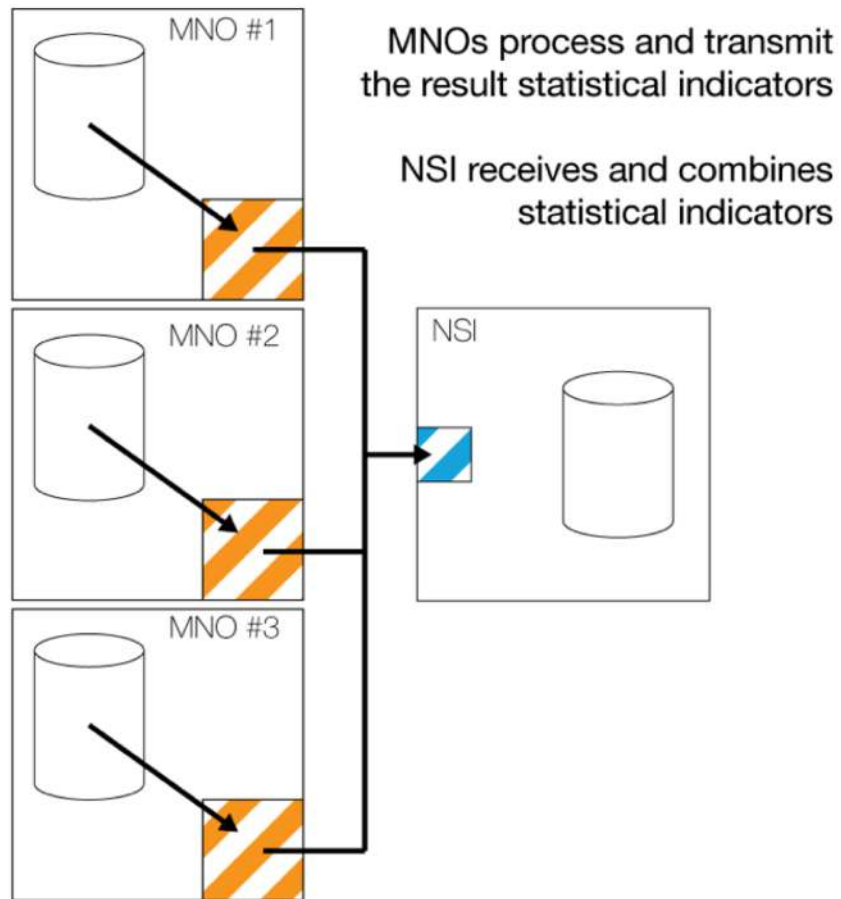 MNO #1
MNOs process and transmit
the result statistical indicators
NSI receives and combines
statistical indicators
MNO #2
NSI
MNO #3